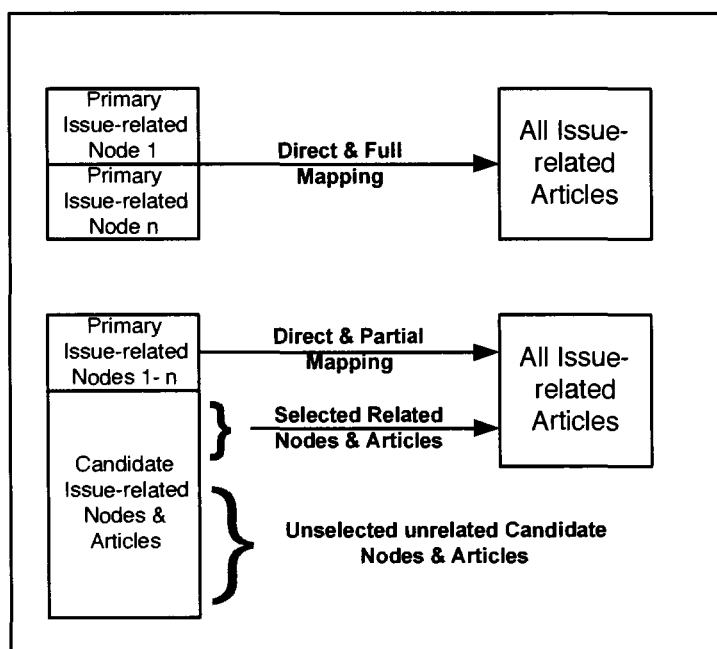 Primary
Issue-related
Node 1
Primary
Issue-related
Node n
Direct & Full
Mapping
All Issue-
related
Articles
Primary
Issue-related
Nodes 1- n
Direct & Partial
Mapping
All Issue-
related
Articles
Selected Related
Nodes & Articles
Candidate
Issue-related
Nodes &
Articles
Unselected unrelated Candidate
Nodes & Articles